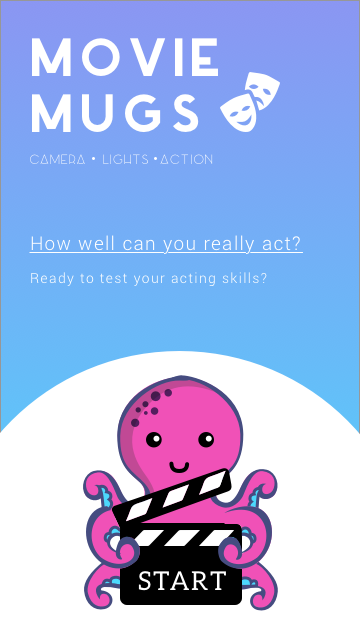 MOVIE
MUGS
CAMERA • LIGHTS • ACTION
How well can you really act?
Ready to test your acting skills?
START